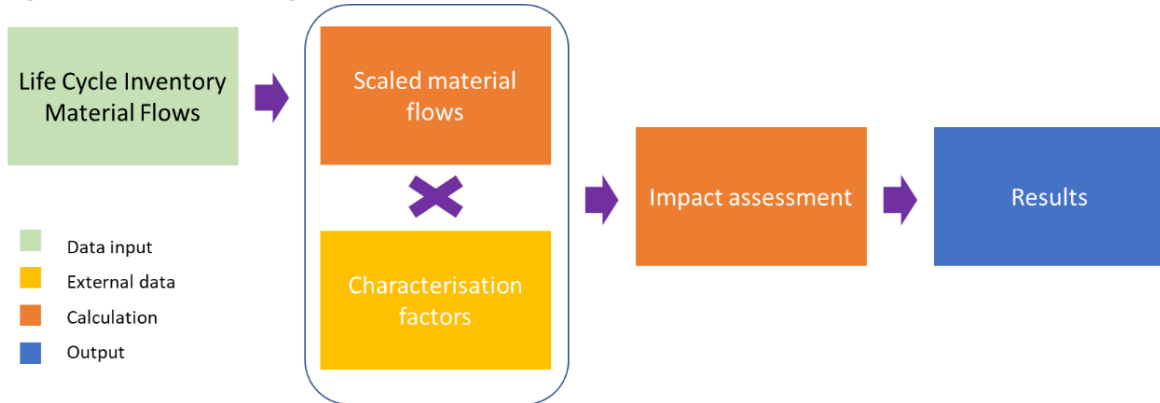 Life Cycle Inventory
Material Flows
Scaled material
flows
Characterisation
factors
Impact assessment
Results
Data input
External data
Calculation
Output